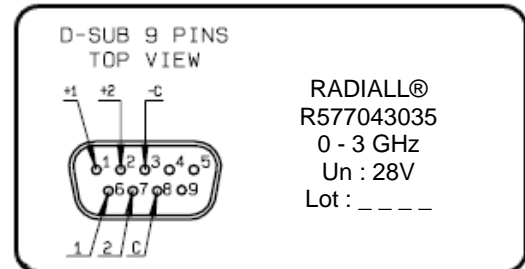 D-SUB 9 PINS
TOP VIEW
+1 +2 -C
1 2 3 4 5
6 7 8 9
1 2 C
RADIALL®
R577043035
0 - 3 GHz
Un : 28V
Lot : _ _ _ _